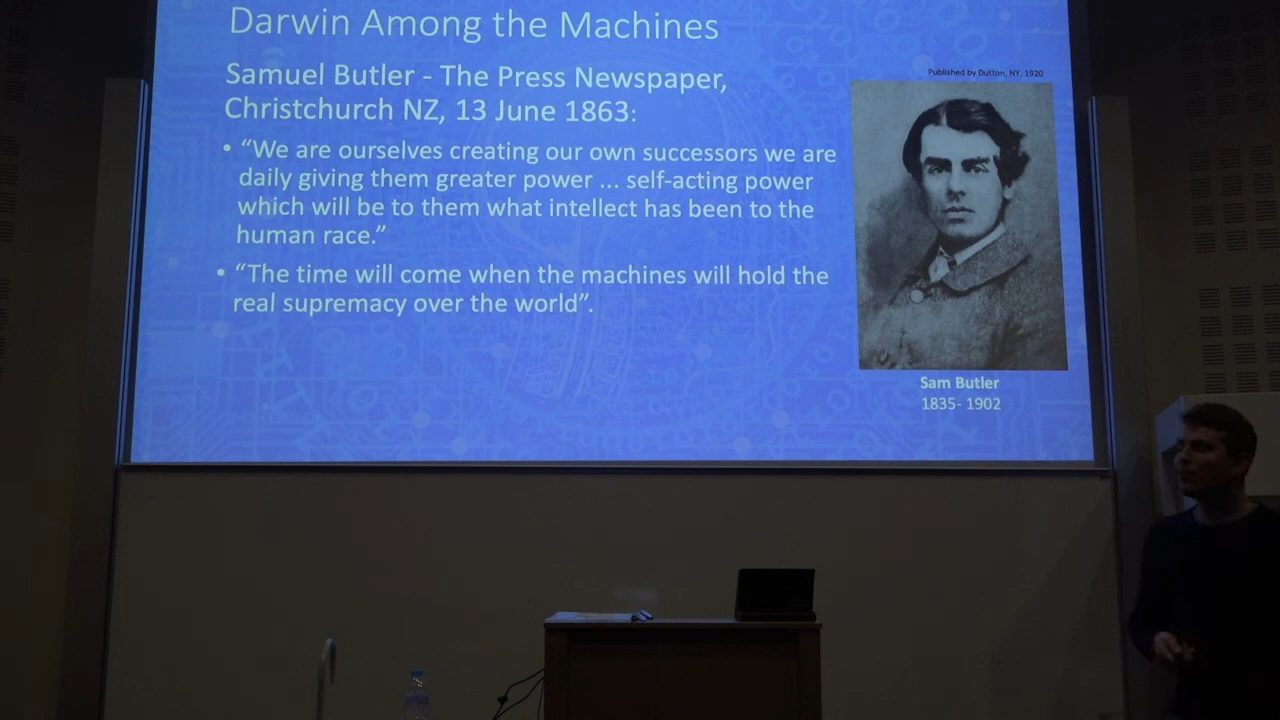 Darwin Among the Machines
Samuel Butler - The Press Newspaper,
Christchurch NZ, 13 June 1863:
• “We are ourselves creating our own successors we are
daily giving them greater power ... self-acting power
which will be to them what intellect has been to the
human race.”
• “The time will come when the machines will hold the
real supremacy over the world”.
Published by Dutton, NY, 1920
Sam Butler
1835- 1902